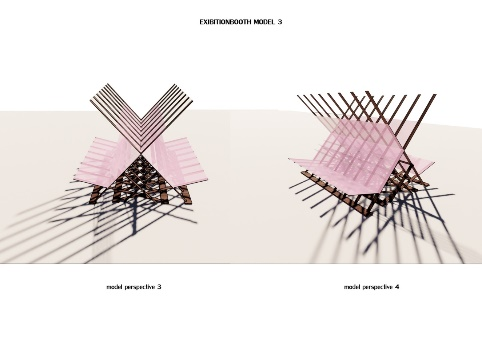 EXIBITIONBOOTH MODEL 3
model perspective 3
model perspective 4